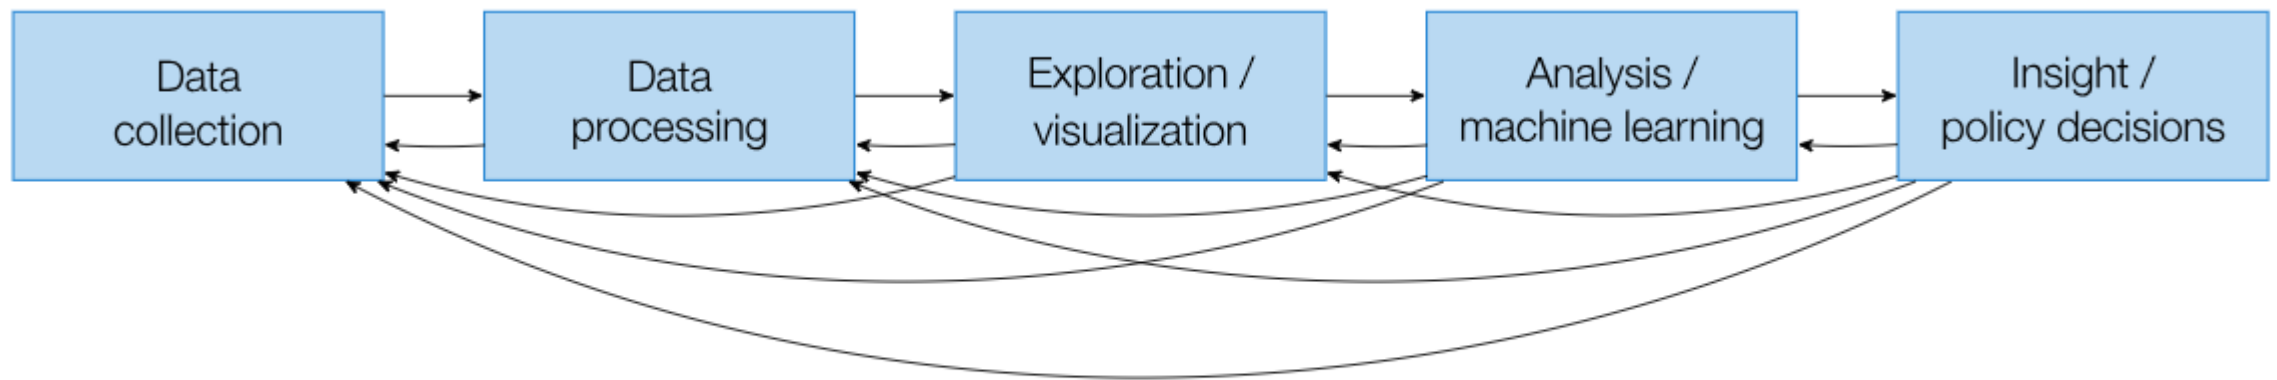 Data
collection
Data
processing
Exploration /
visualization
Analysis /
machine learning
Insight /
policy decisions